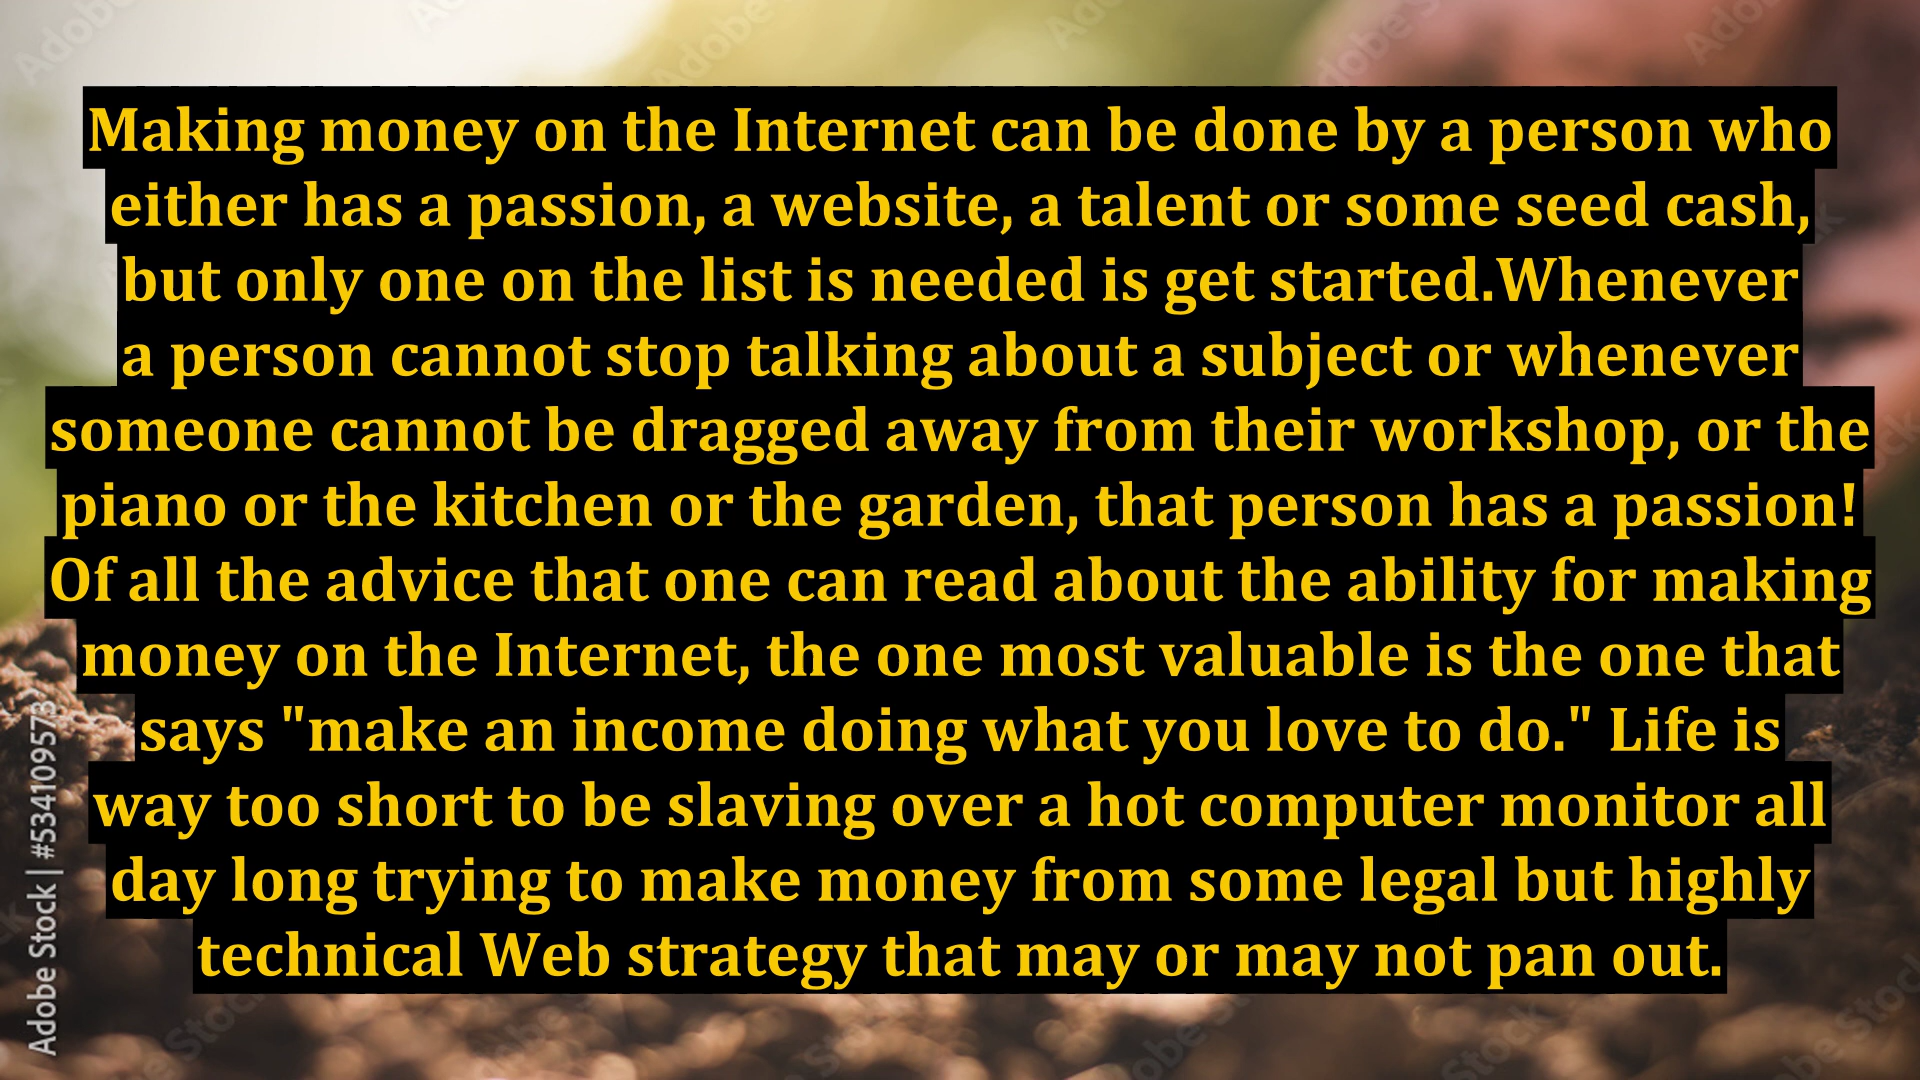 Making money on the Internet can be done by a person who
either has a passion, a website, a talent or some seed cash,
but only one on the list is needed is get started.Whenever
a person cannot stop talking about a subject or whenever
someone cannot be dragged away from their workshop, or the
piano or the kitchen or the garden, that person has a passion!
Of all the advice that one can read about the ability for making
money on the Internet, the one most valuable is the one that
says "make an income doing what you love to do." Life is
way too short to be slaving over a hot computer monitor all
day long trying to make money from some legal but highly
technical Web strategy that may or may not pan out.
Adobe Stock | #534109573